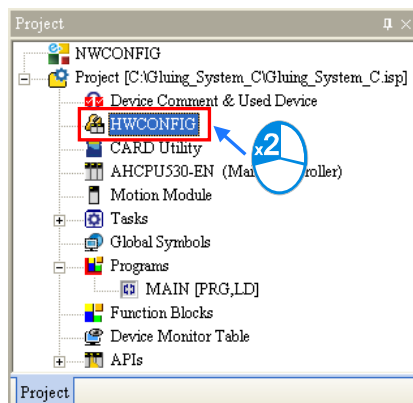 Project
NWCONFIG
Project [C:\Gluing_System_C\Gluing_System_C.isp]
Device Comment & Used Device
HWCONFIG
x2
CARD Utility
AHCPU530-EN (Ma roller)
Motion Module
Tasks
Global Symbols
Programs
MAIN [PRG,LD]
Function Blocks
Device Monitor Table
APIs
Project